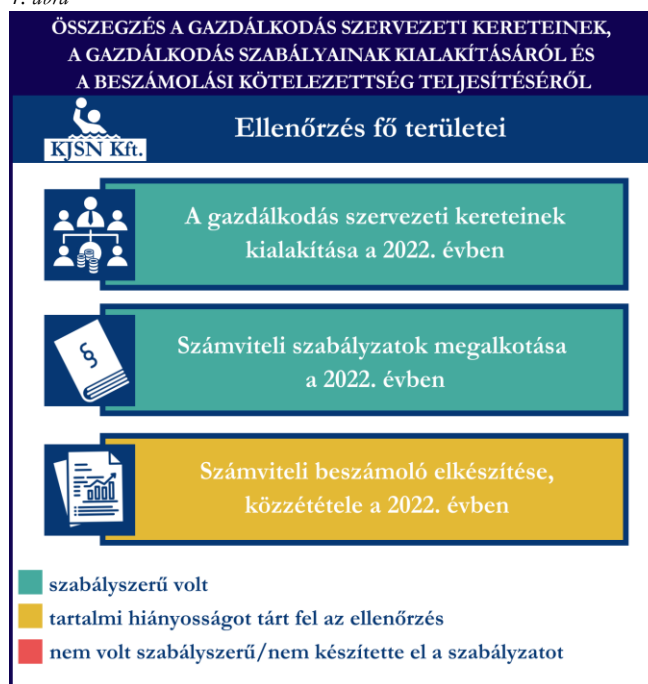 1. ábra
ÖSSZEGZÉS A GAZDÁLKODÁS SZERVEZETI KERETEINEK,
A GAZDÁLKODÁS SZABÁLYAINAK KIALAKÍTÁSÁRÓL ÉS
A BESZÁMOLÁSI KÖTELEZETTSÉG TELJESÍTÉSÉRŐL
KJSN Kft.
Ellenőrzés fő területei
A gazdálkodás szervezeti kereteinek
kialakítása a 2022. évben
§
Számviteli szabályzatok megalkotása
a 2022. évben
Számviteli beszámoló elkészítése,
közzététele a 2022. évben
szabályszerű volt
tartalmi hiányosságot tárt fel az ellenőrzés
nem volt szabályszerű/nem készítette el a szabályzatot